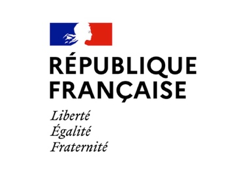 RÉPUBLIQUE
FRANÇAISE
Liberté
Égalité
Fraternité